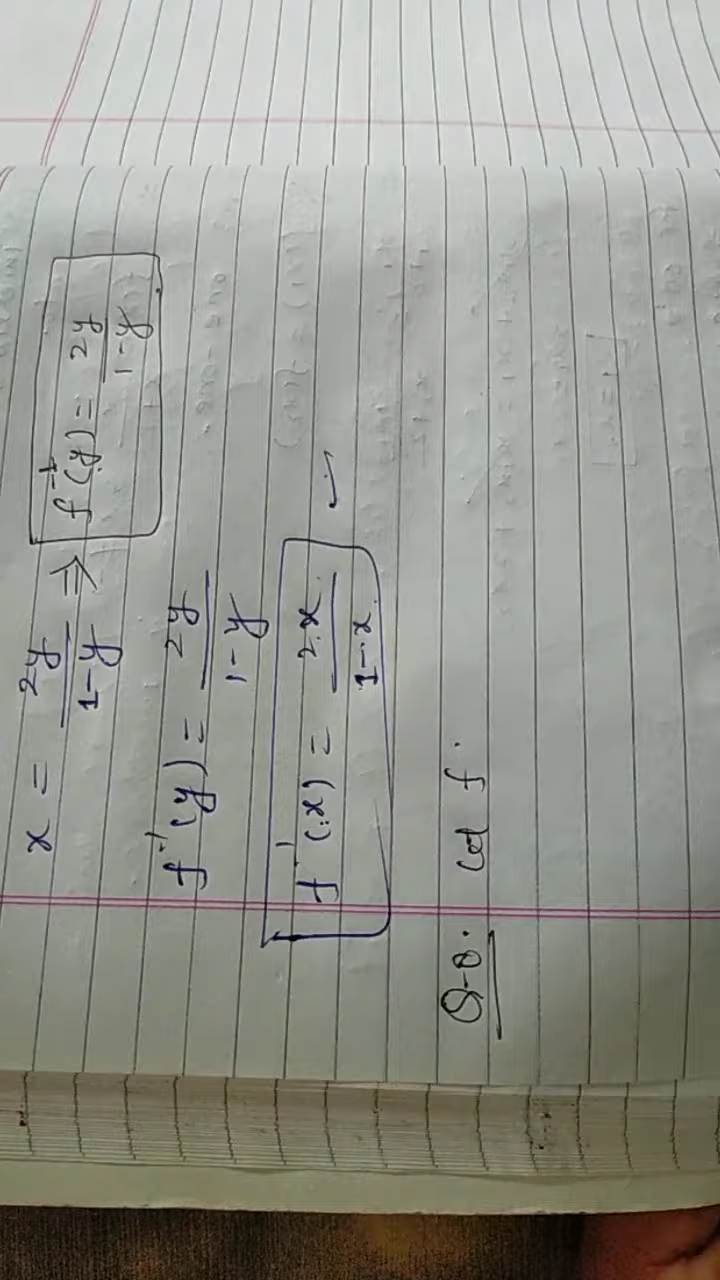 x = 2y/1-y ⇒ f⁻¹(y) = 2y/1-y
f⁻¹(y) = 2y/1-y
f⁻¹(x) = 2x/1-x
Q-8. Let f.